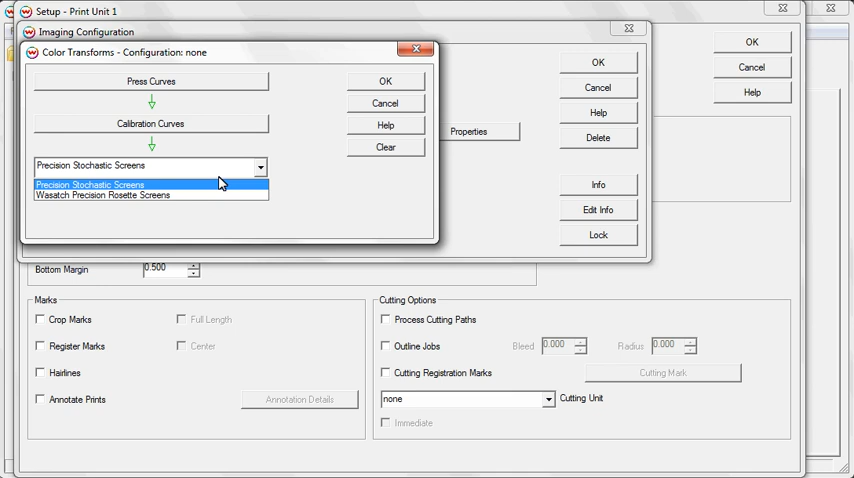 Setup - Print Unit 1
Imaging Configuration
Color Transforms - Configuration: none
Press Curves
Calibration Curves
Precision Stochastic Screens
Precision Stochastic Screens
Wasatch Precision Rosette Screens
OK
Cancel
Help
Clear
Properties
OK
Cancel
Help
Delete
Info
Edit Info
Lock
OK
Cancel
Help
Bottom Margin
0.500
Marks
Crop Marks
Full Length
Register Marks
Center
Hairlines
Annotate Prints
Annotation Details
Cutting Options
Process Cutting Paths
Outline Jobs
Bleed
0.000
Radius
0.000
Cutting Registration Marks
Cutting Mark
none
Cutting Unit
Immediate